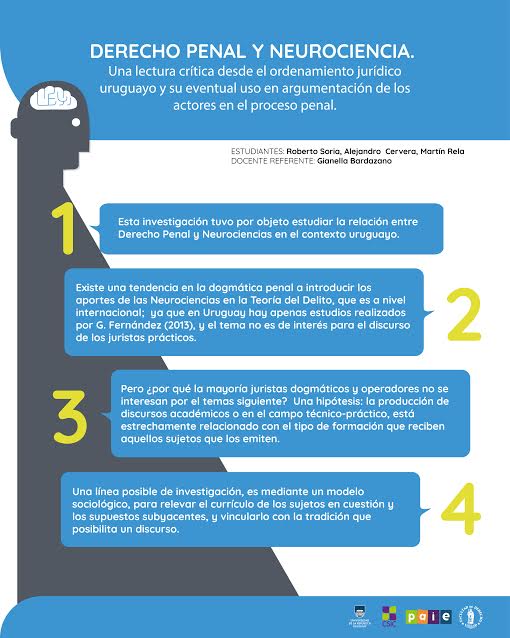 DERECHO PENAL Y NEUROCIENCIA.
Una lectura crítica desde el ordenamiento jurídico
uruguayo y su eventual uso en argumentación de los
actores en el proceso penal.
ESTUDIANTES: Roberto Soria, Alejandro Cervera, Martín Rela
DOCENTE REFERENTE: Gianella Bardazano
1
Esta investigación tuvo por objeto estudiar la relación entre
Derecho Penal y Neurociencias en el contexto uruguayo.
Existe una tendencia en la dogmática penal a introducir los
aportes de las Neurociencias en la Teoría del Delito, que es a nivel
internacional; ya que en Uruguay hay apenas estudios realizados
por G. Fernández (2013), y el tema no es de interés para el discurso
de los juristas prácticos.
2
3
Pero ¿por qué la mayoría juristas dogmáticos y operadores no se
interesan por el temas siguiente? Una hipótesis: la producción de
discursos académicos o en el campo técnico-práctico, está
estrechamente relacionado con el tipo de formación que reciben
aquellos sujetos que los emiten.
Una línea posible de investigación, es mediante un modelo
sociológico, para relevar el currículo de los sujetos en cuestión y
los supuestos subyacentes, y vincularlo con la tradición que
posibilita un discurso.
4
UNIVERSIDAD
DE LA REPÚBLICA
URUGUAY
CSIC
paie